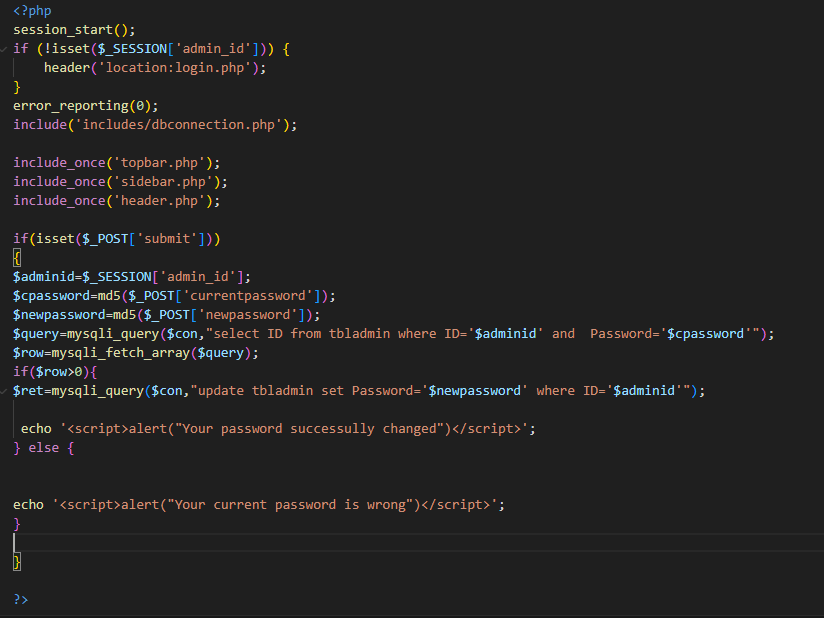 <?php
session_start();
if (!isset($_SESSION['admin_id'])) {
    header('location:login.php');
}
error_reporting(0);
include('includes/dbconnection.php');
include_once('topbar.php');
include_once('sidebar.php');
include_once('header.php');
if(isset($_POST['submit']))
{
$adminid=$_SESSION['admin_id'];
$cpassword=md5($_POST['currentpassword']);
$newpassword=md5($_POST['newpassword']);
$query=mysqli_query($con,"select ID from tbladmin where ID='$adminid' and  Password='$cpassword'");
$row=mysqli_fetch_array($query);
if($row>0){
$ret=mysqli_query($con,"update tbladmin set Password='$newpassword' where ID='$adminid'");
 echo '<script>alert("Your password successully changed")</script>';
} else {
echo '<script>alert("Your current password is wrong")</script>';
}
}
?>